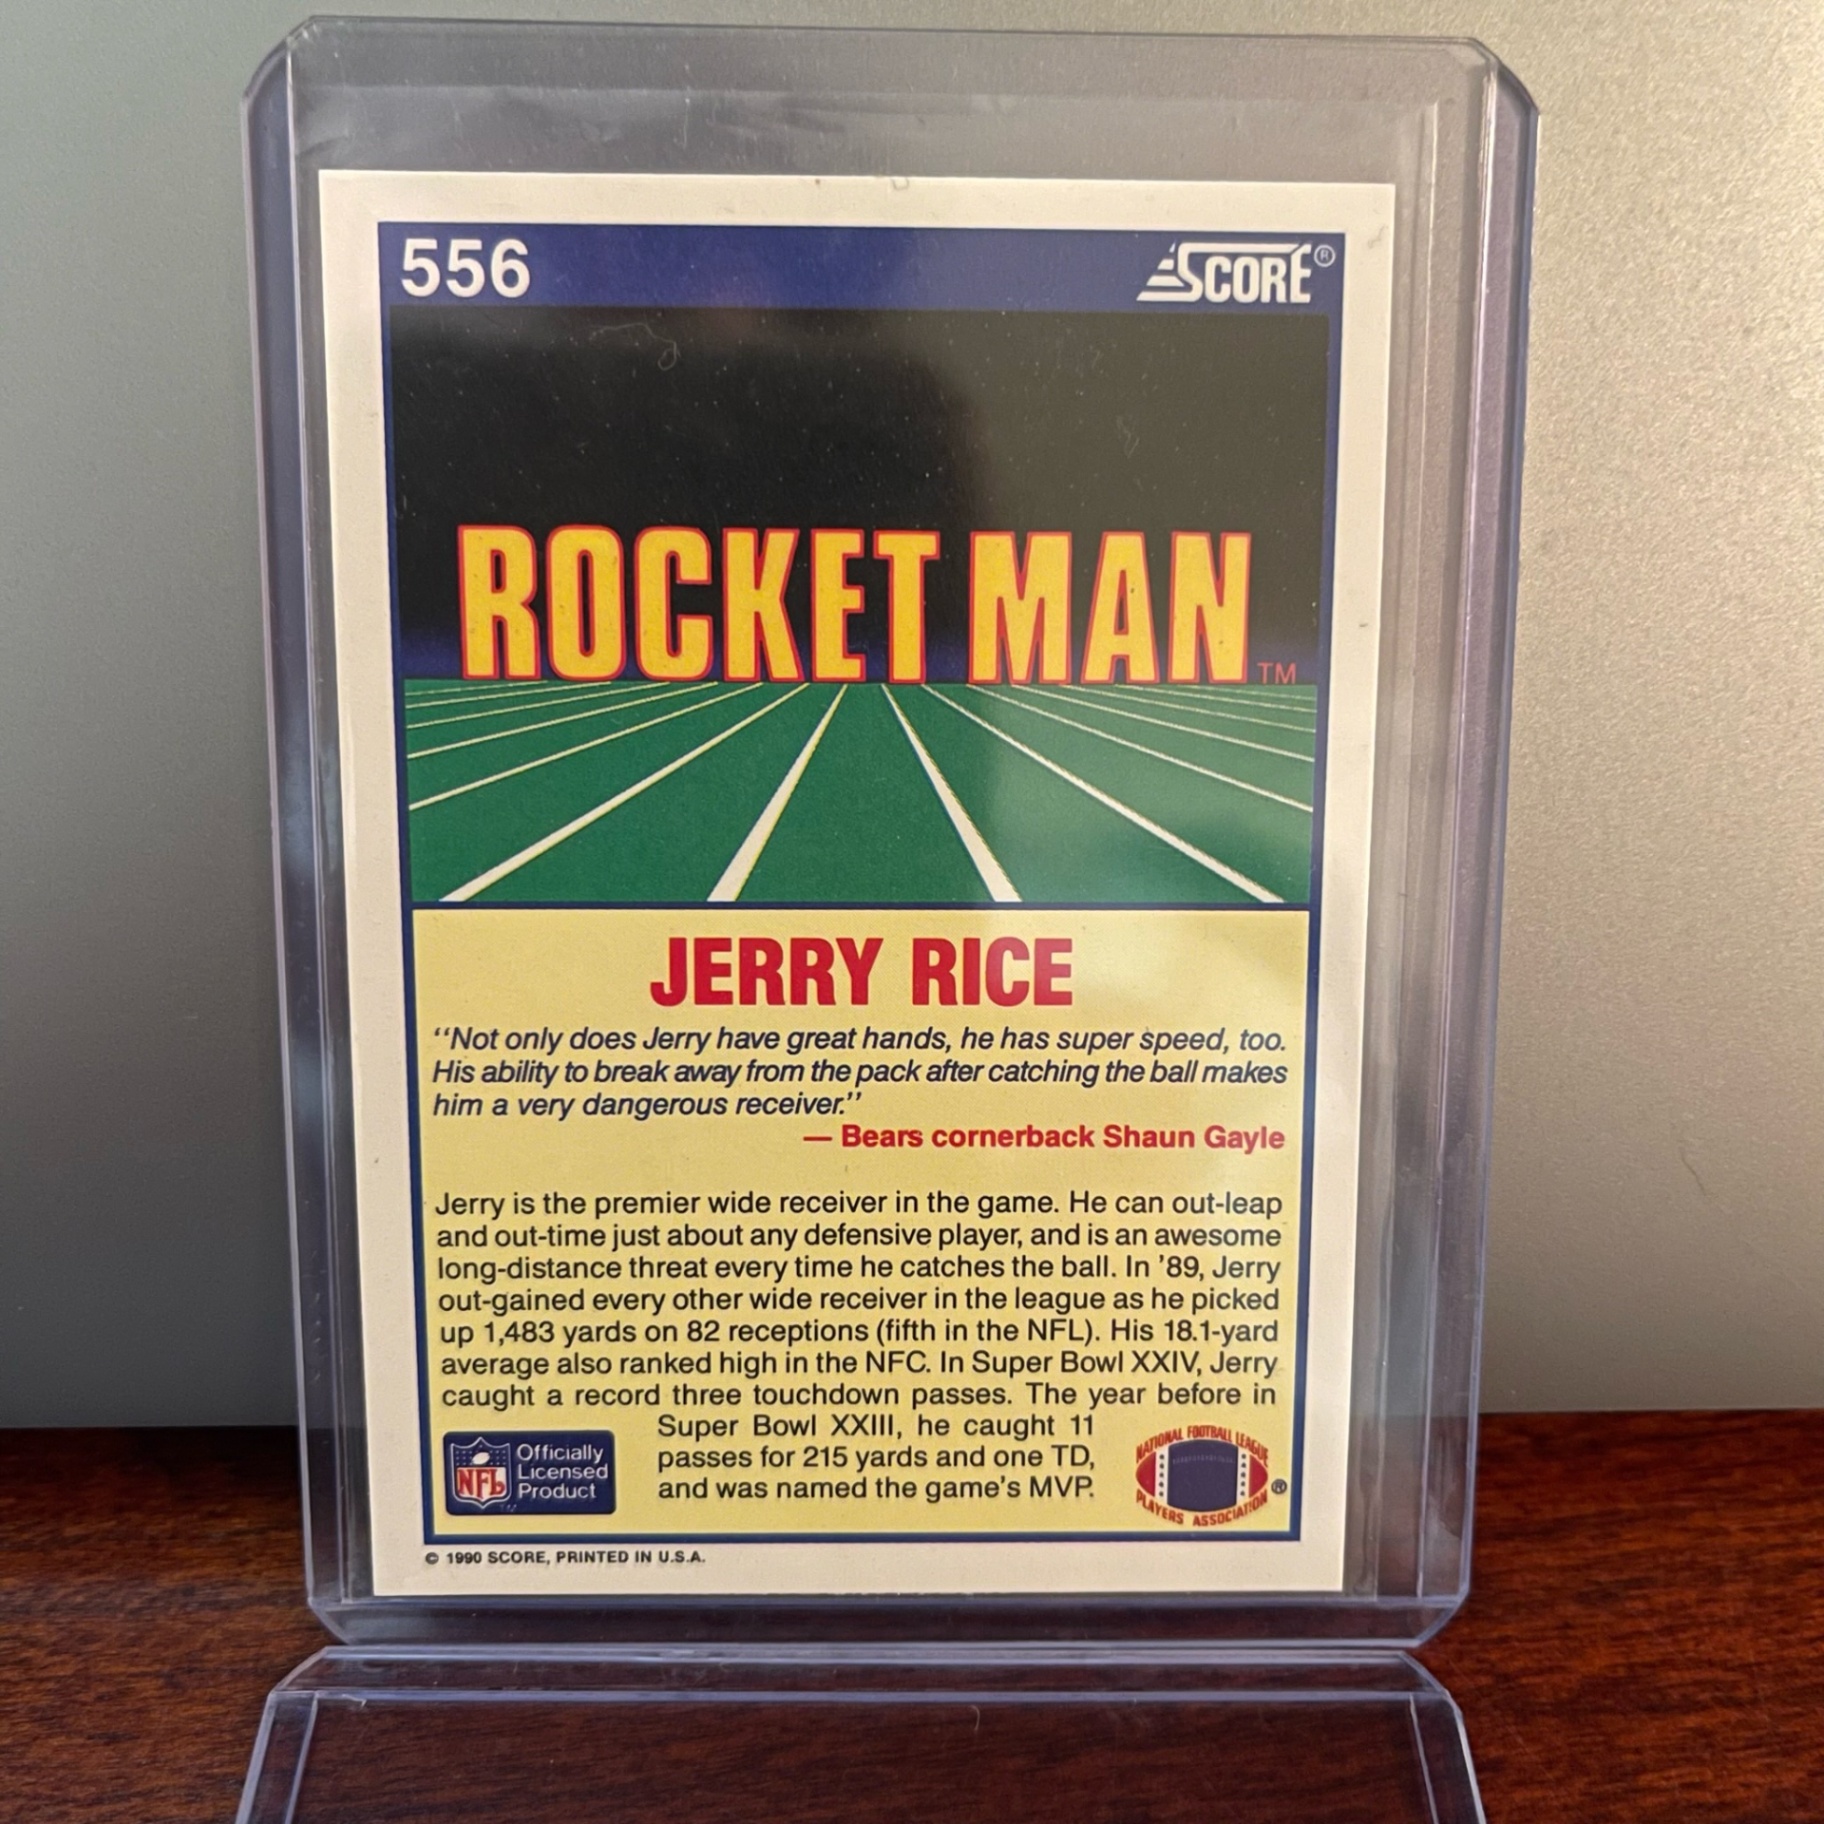 556
SCORE®
ROCKET MAN
TM
JERRY RICE
‘‘Not only does Jerry have great hands, he has super speed, too.
His ability to break away from the pack after catching the ball makes
him a very dangerous receiver.’’
— Bears cornerback Shaun Gayle
Jerry is the premier wide receiver in the game. He can out-leap
and out-time just about any defensive player, and is an awesome
long-distance threat every time he catches the ball. In ’89, Jerry
out-gained every other wide receiver in the league as he picked
up 1,483 yards on 82 receptions (fifth in the NFL). His 18.1-yard
average also ranked high in the NFC. In Super Bowl XXIV, Jerry
caught a record three touchdown passes. The year before in
Super Bowl XXIII, he caught 11
passes for 215 yards and one TD,
and was named the game’s MVP.
NFL
Officially
Licensed
Product
NATIONAL FOOTBALL LEAGUE
PLAYERS ASSOCIATION
®
© 1990 SCORE, PRINTED IN U.S.A.